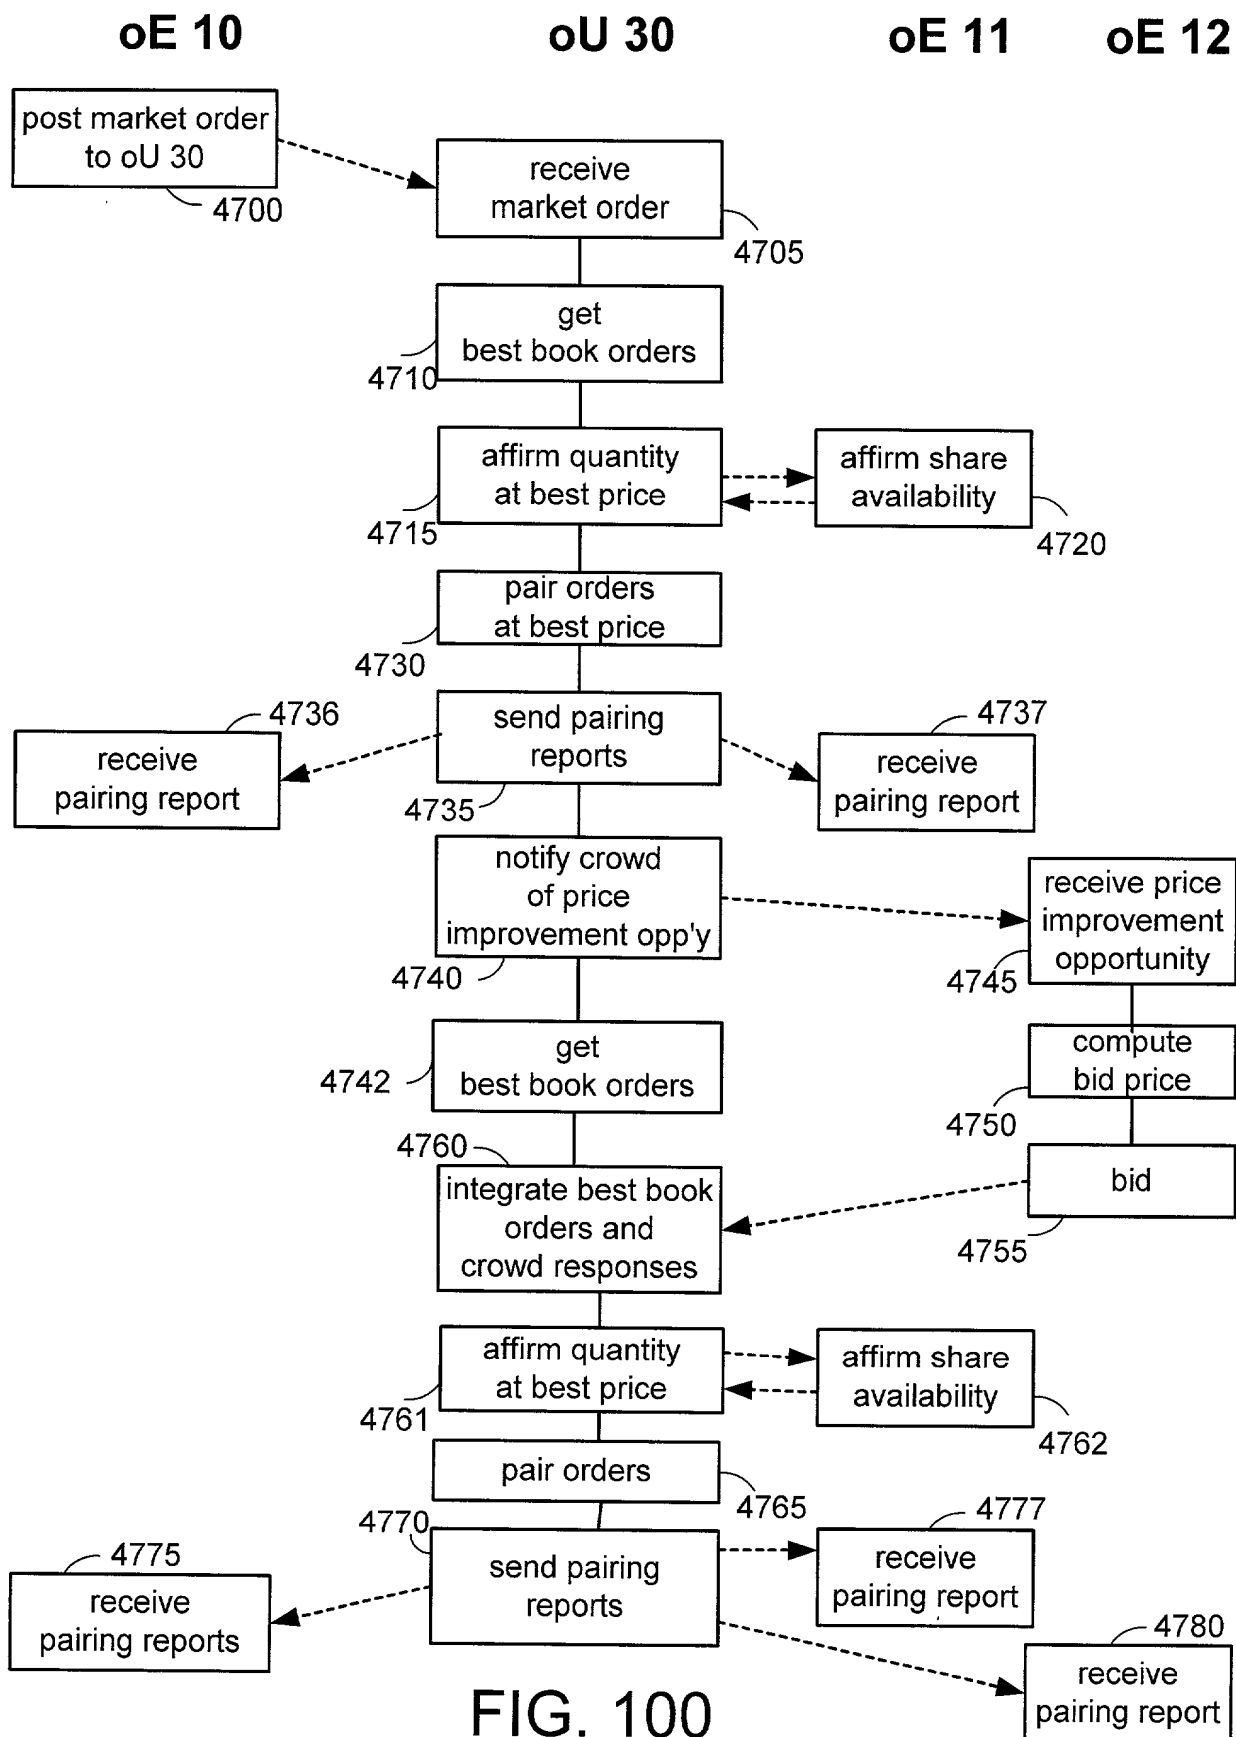 oE 10 oU 30 oE 11 oE 12
post market order
to oU 30
4700
receive
market order
4705
get
best book orders
4710
affirm quantity
at best price
4715
affirm share
availability
4720
pair orders
at best price
4730
send pairing
reports
4735
4736
receive
pairing report
4737
receive
pairing report
notify crowd
of price
improvement opp'y
4740
receive price
improvement
opportunity
4745
get
best book orders
4742
compute
bid price
4750
bid
4755
4760
integrate best book
orders and
crowd responses
affirm quantity
at best price
4761
affirm share
availability
4762
pair orders
4765
4770
send pairing
reports
4775
receive
pairing reports
4777
receive
pairing report
4780
receive
pairing report
FIG. 100